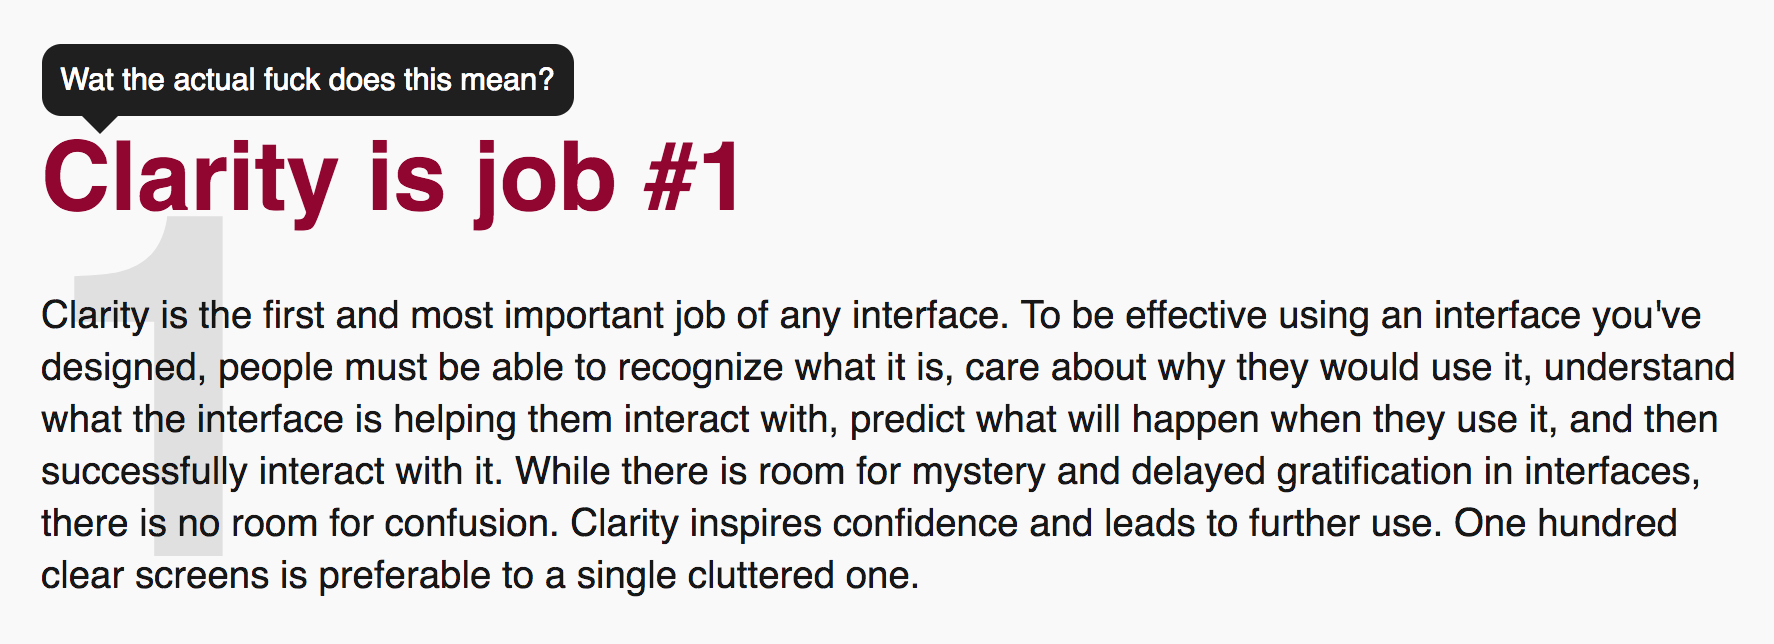 Wat the actual fuck does this mean?
Clarity is job #1
1
Clarity is the first and most important job of any interface. To be effective using an interface you've
designed, people must be able to recognize what it is, care about why they would use it, understand
what the interface is helping them interact with, predict what will happen when they use it, and then
successfully interact with it. While there is room for mystery and delayed gratification in interfaces,
there is no room for confusion. Clarity inspires confidence and leads to further use. One hundred
clear screens is preferable to a single cluttered one.